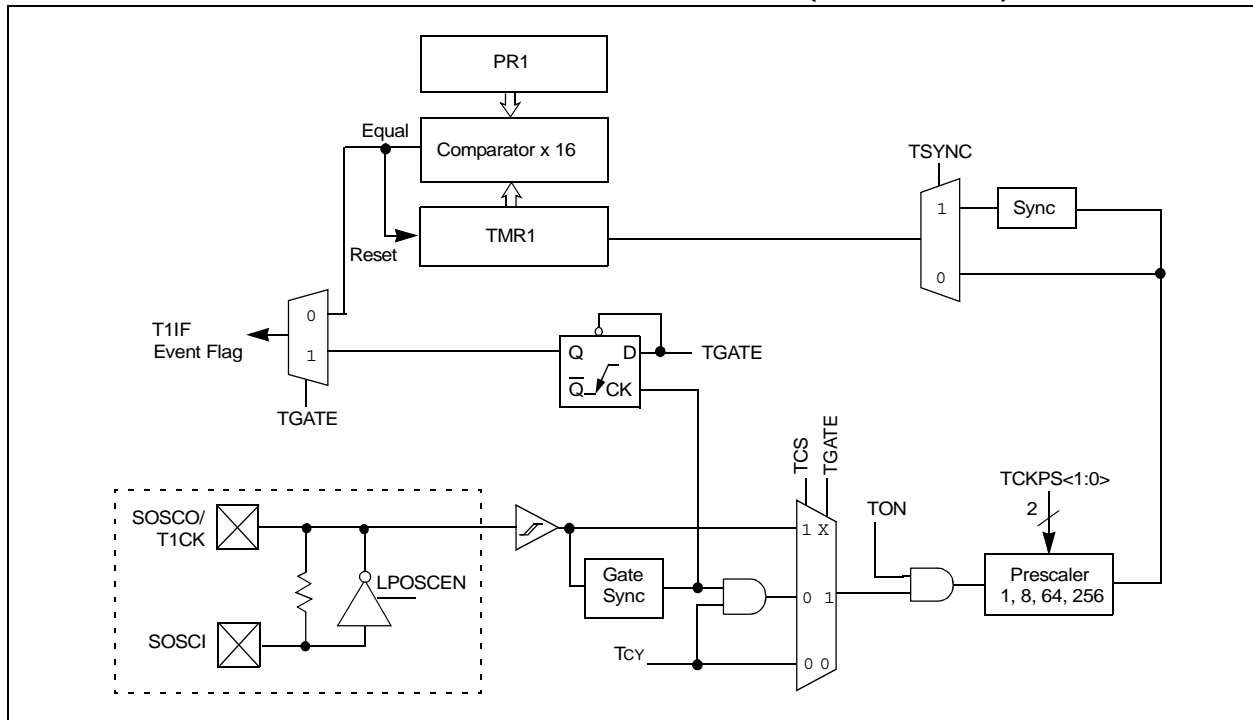 PR1
Equal
Comparator x 16
TSYNC
1
Sync
Reset
TMR1
0
0
T1IF
Event Flag
1
Q
D
TGATE
Q
CK
TGATE
TCS
TGATE
TCKPS<1:0>
2
SOSCO/
T1CK
1 X
TON
LPOSCEN
Gate
Sync
0 1
Prescaler
1, 8, 64, 256
SOSCI
TCY
0 0